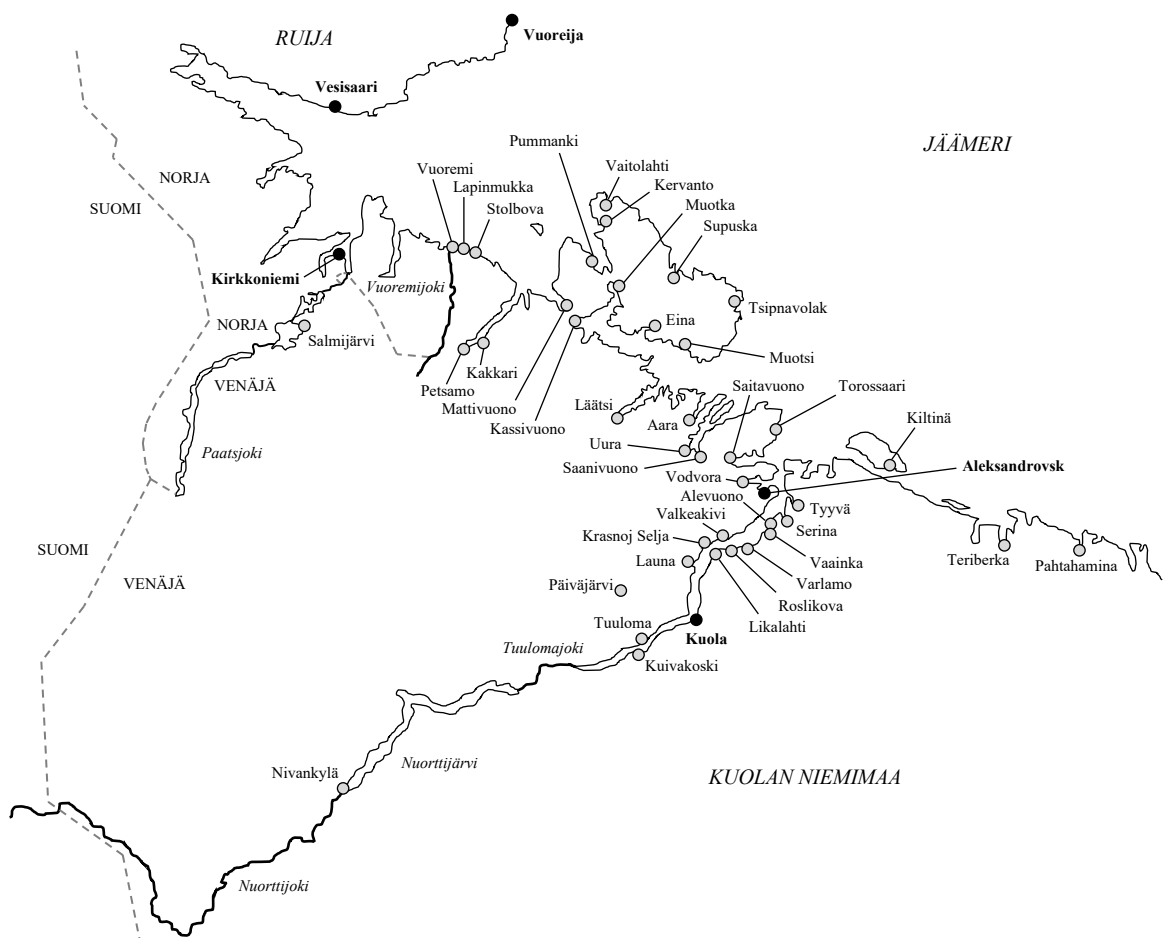 RUIJA
Vuoreija
Vesisaari
JÄÄMERI
Pummanki
Vaitolahti
Kervanto
Muotka
Supuska
Vuoremi
Lapinmukka
Stolbova
NORJA
SUOMI
Kirkkoniemi
Vuoremijoki
Tsipnavolak
Eina
NORJA
Salmijärvi
Muotsi
Kakkari
Petsamo
Mattivuono
Kassivuono
VENÄJÄ
Saitavuono
Torossaari
Läätsi
Aara
Kiltinä
Uura
Saanivuono
Paatsjoki
Aleksandrovsk
Vodvora
Alevuono
Tyyvä
Valkeakivi
Serina
Krasnoj Selja
Launa
Vaainka
Teriberka
Pahtahamina
SUOMI
VENÄJÄ
Varlamo
Päiväjärvi
Roslikova
Likalahti
Tuuloma
Kuola
Tuulomajoki
Kuivakoski
Nuorttijärvi
Nivankylä
KUOLAN NIEMIMAA
Nuorttijoki